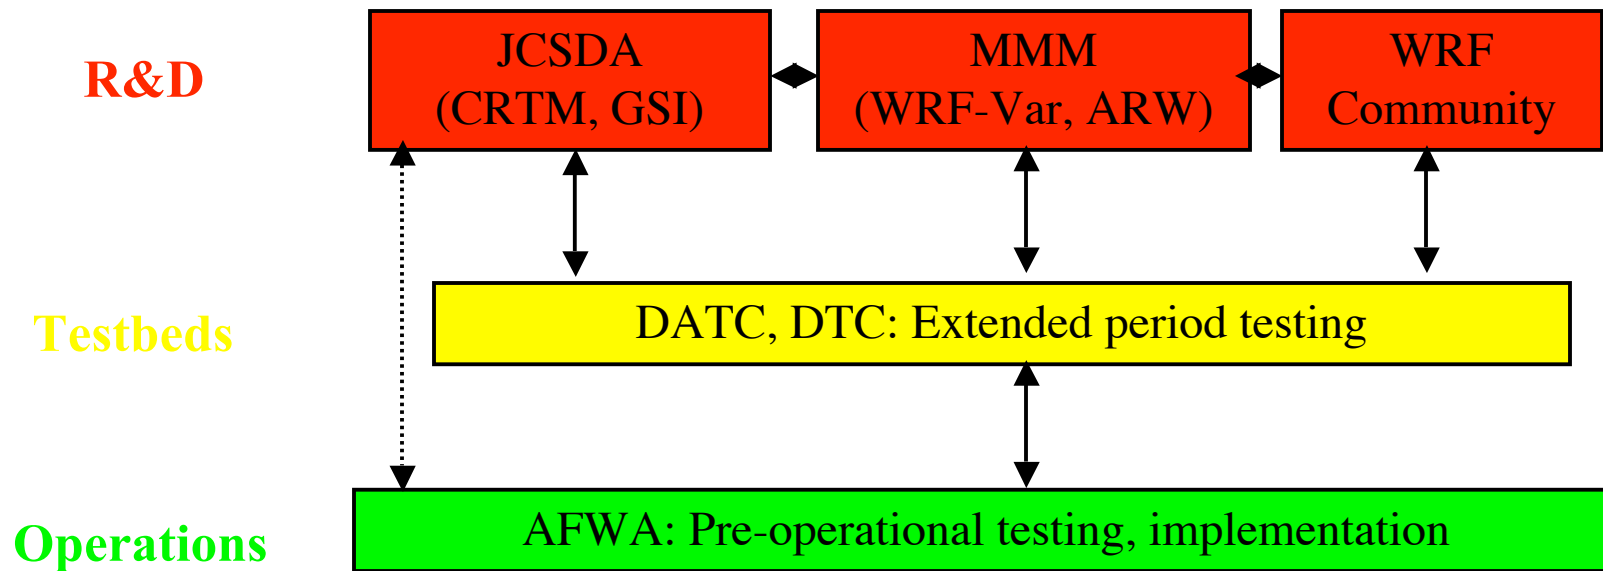 R&D
JCSDA
(CRTM, GSI)
MMM
(WRF-Var, ARW)
WRF
Community
Testbeds
DATC, DTC: Extended period testing
Operations
AFWA: Pre-operational testing, implementation